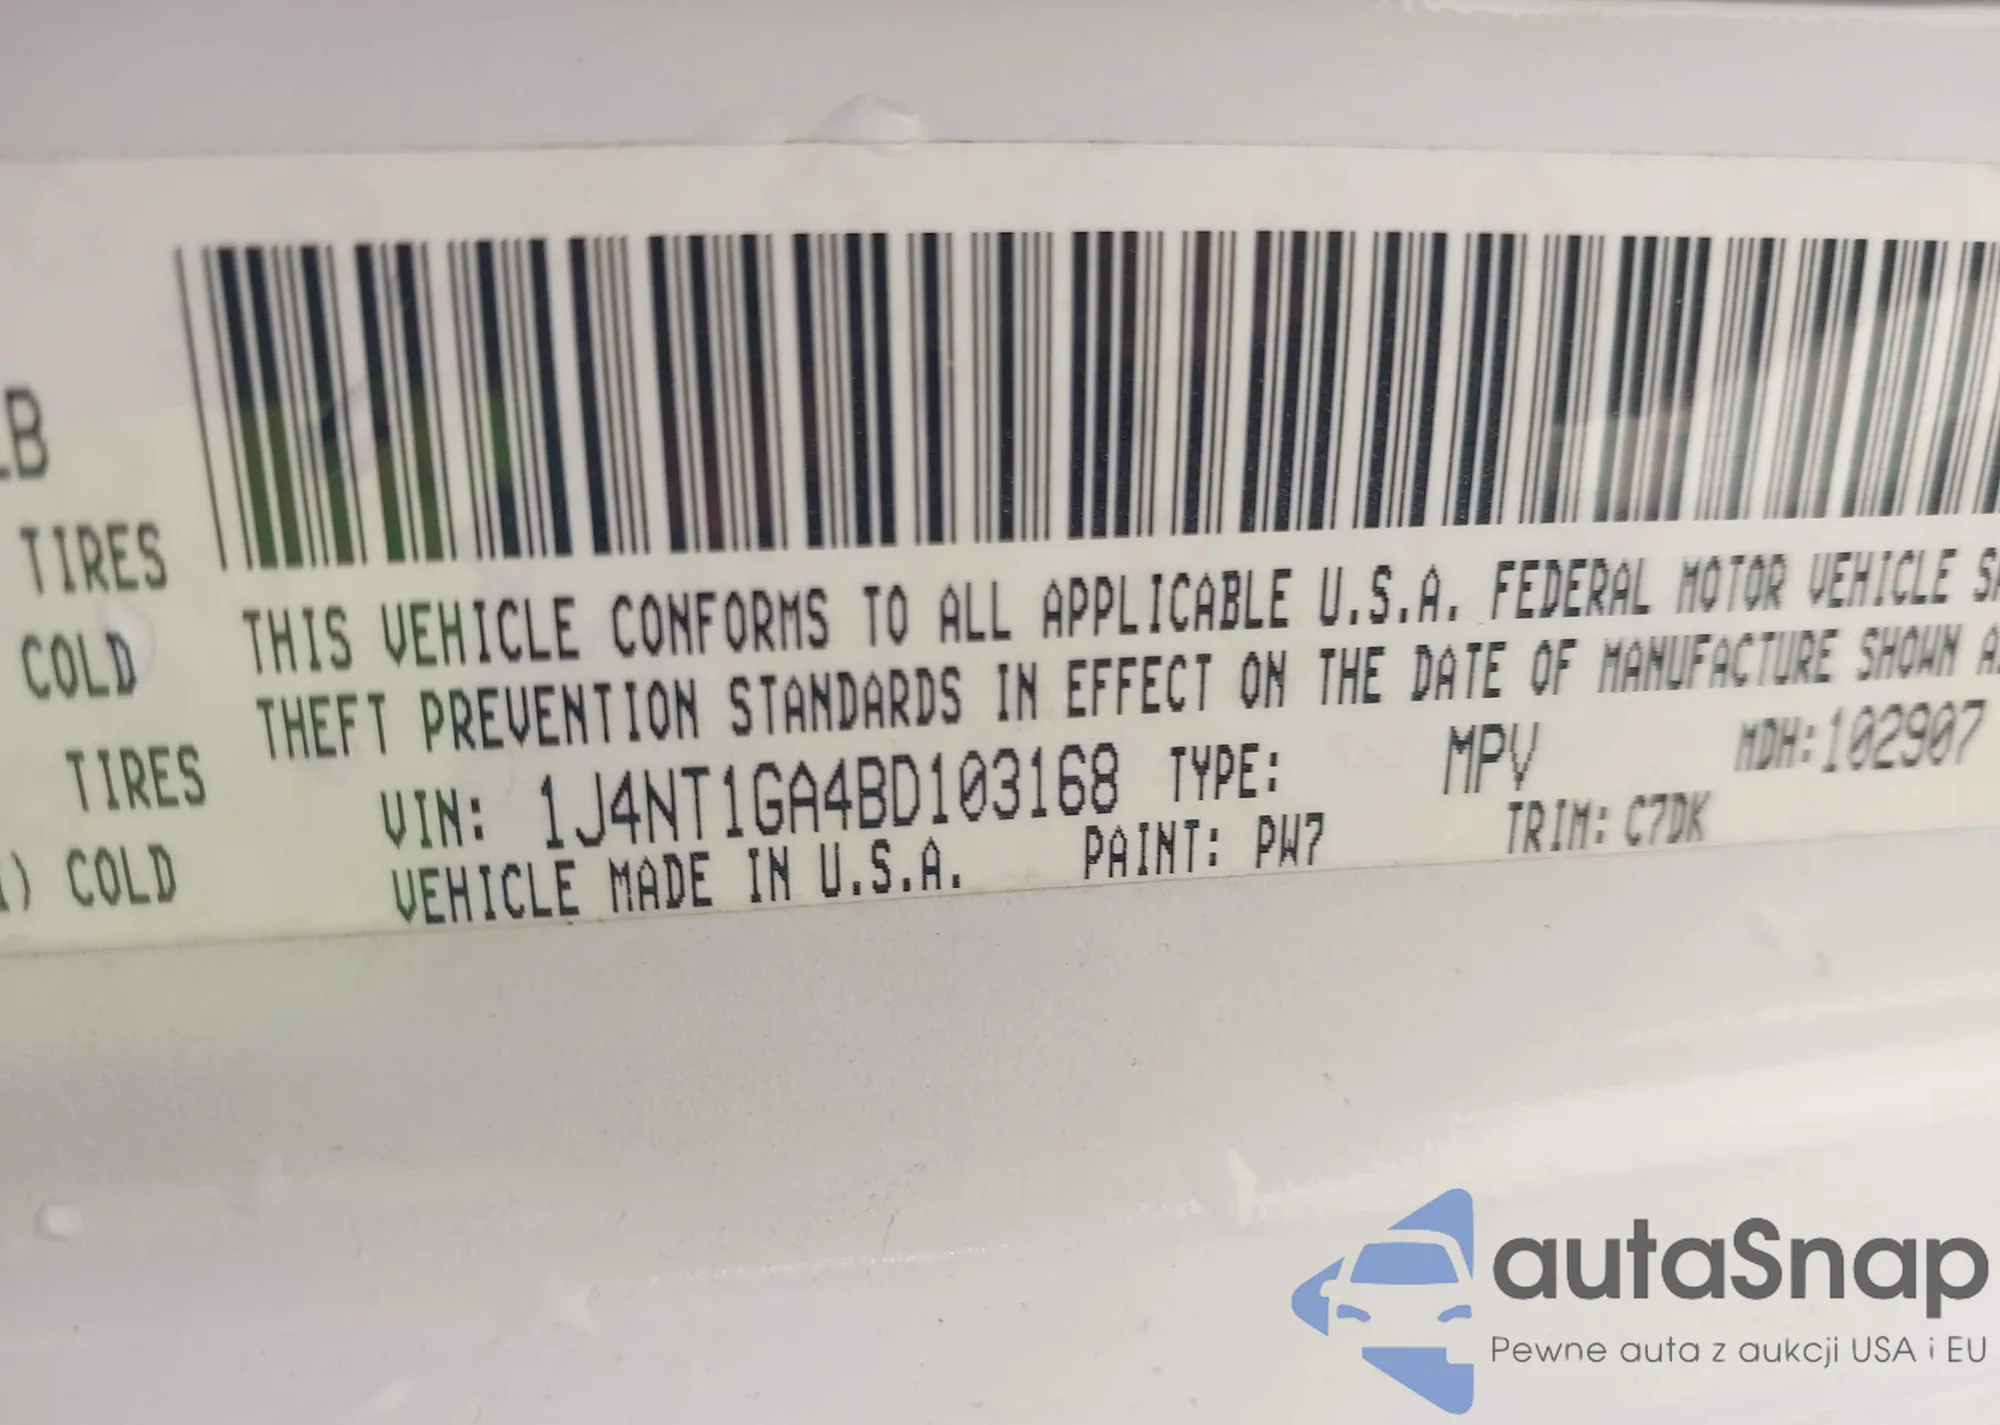 LB
TIRES
COLD
TIRES
) COLD
THIS VEHICLE CONFORMS TO ALL APPLICABLE U.S.A. FEDERAL MOTOR VEHICLE SA
THEFT PREVENTION STANDARDS IN EFFECT ON THE DATE OF MANUFACTURE SHOWN A
VIN: 1J4NT1GA4BD103168 TYPE: MPV MDH:102907
VEHICLE MADE IN U.S.A. PAINT: PW7 TRIM: C7DK
autaSnap
Pewne auta z aukcji USA i EU